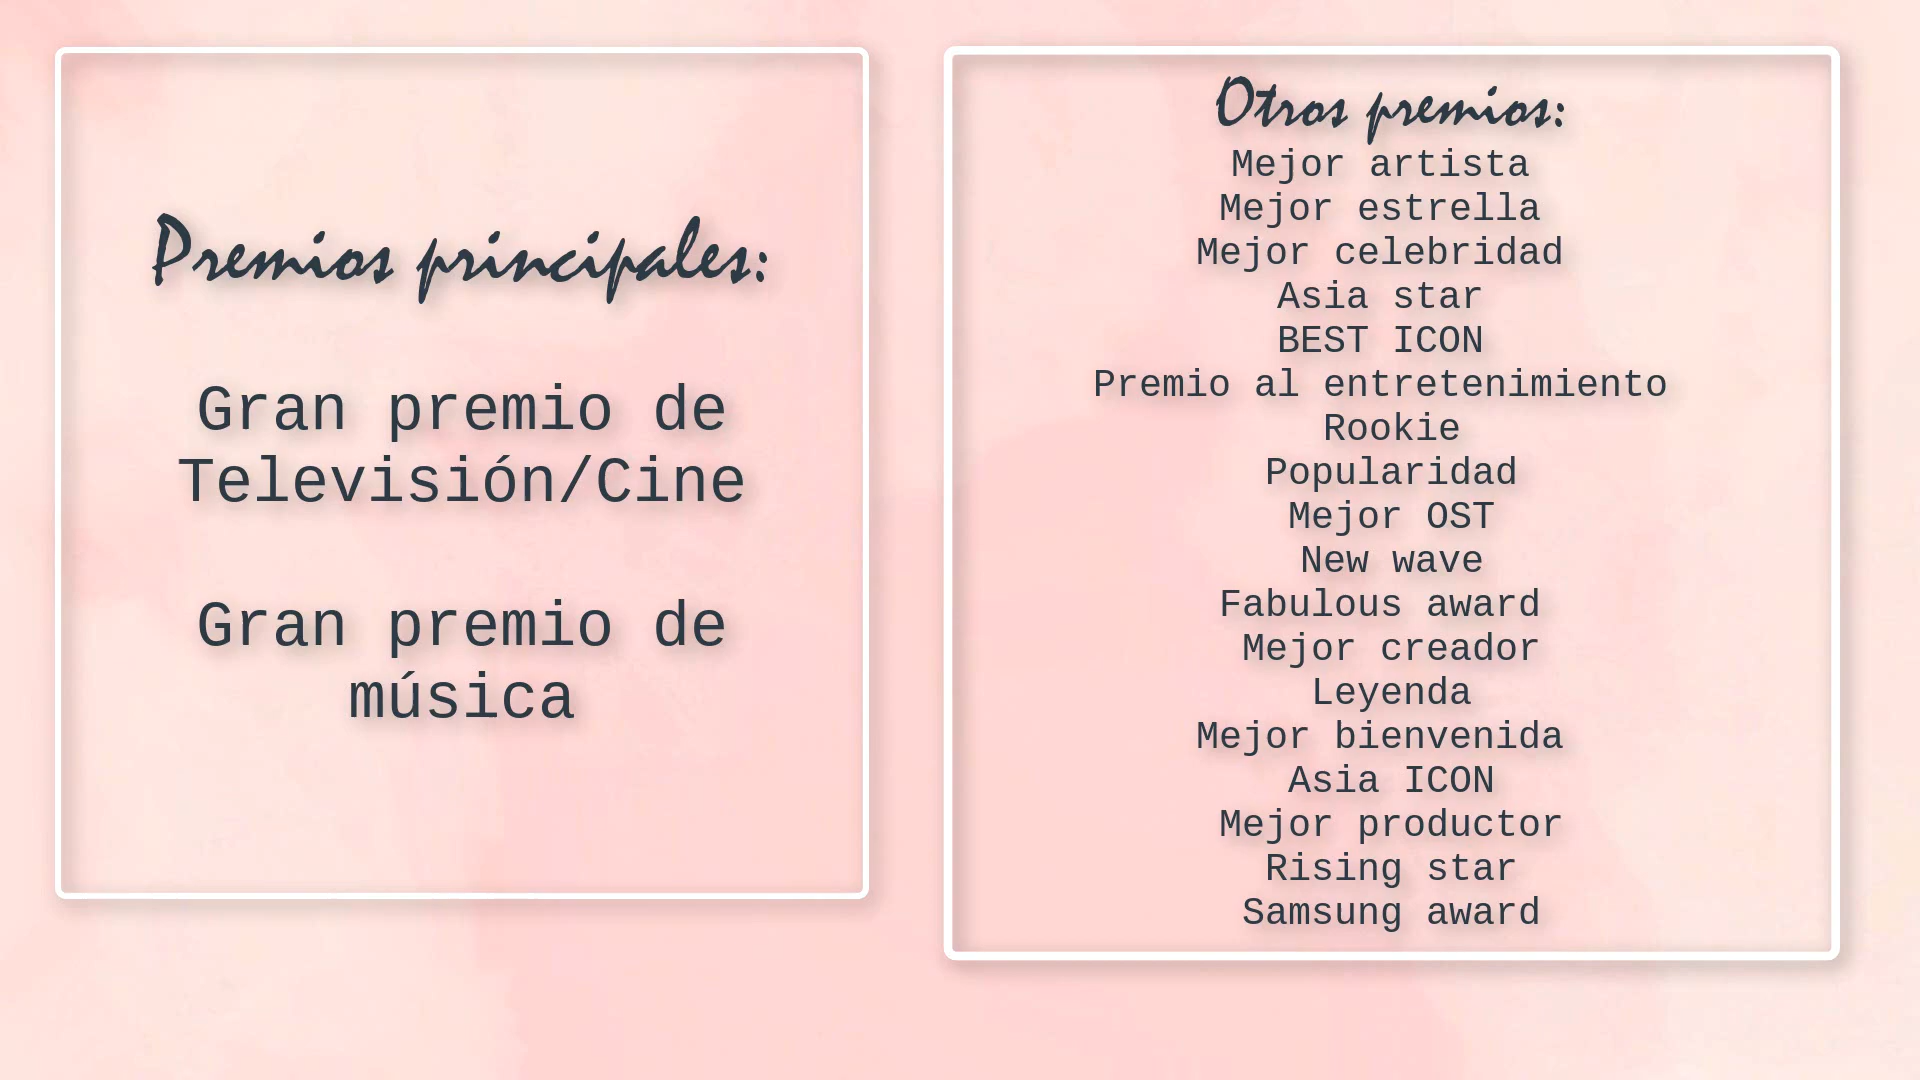 Premios principales:
Gran premio de
Televisión/Cine
Gran premio de
música
Otros premios:
Mejor artista
Mejor estrella
Mejor celebridad
Asia star
BEST ICON
Premio al entretenimiento
Rookie
Popularidad
Mejor OST
New wave
Fabulous award
Mejor creador
Leyenda
Mejor bienvenida
Asia ICON
Mejor productor
Rising star
Samsung award